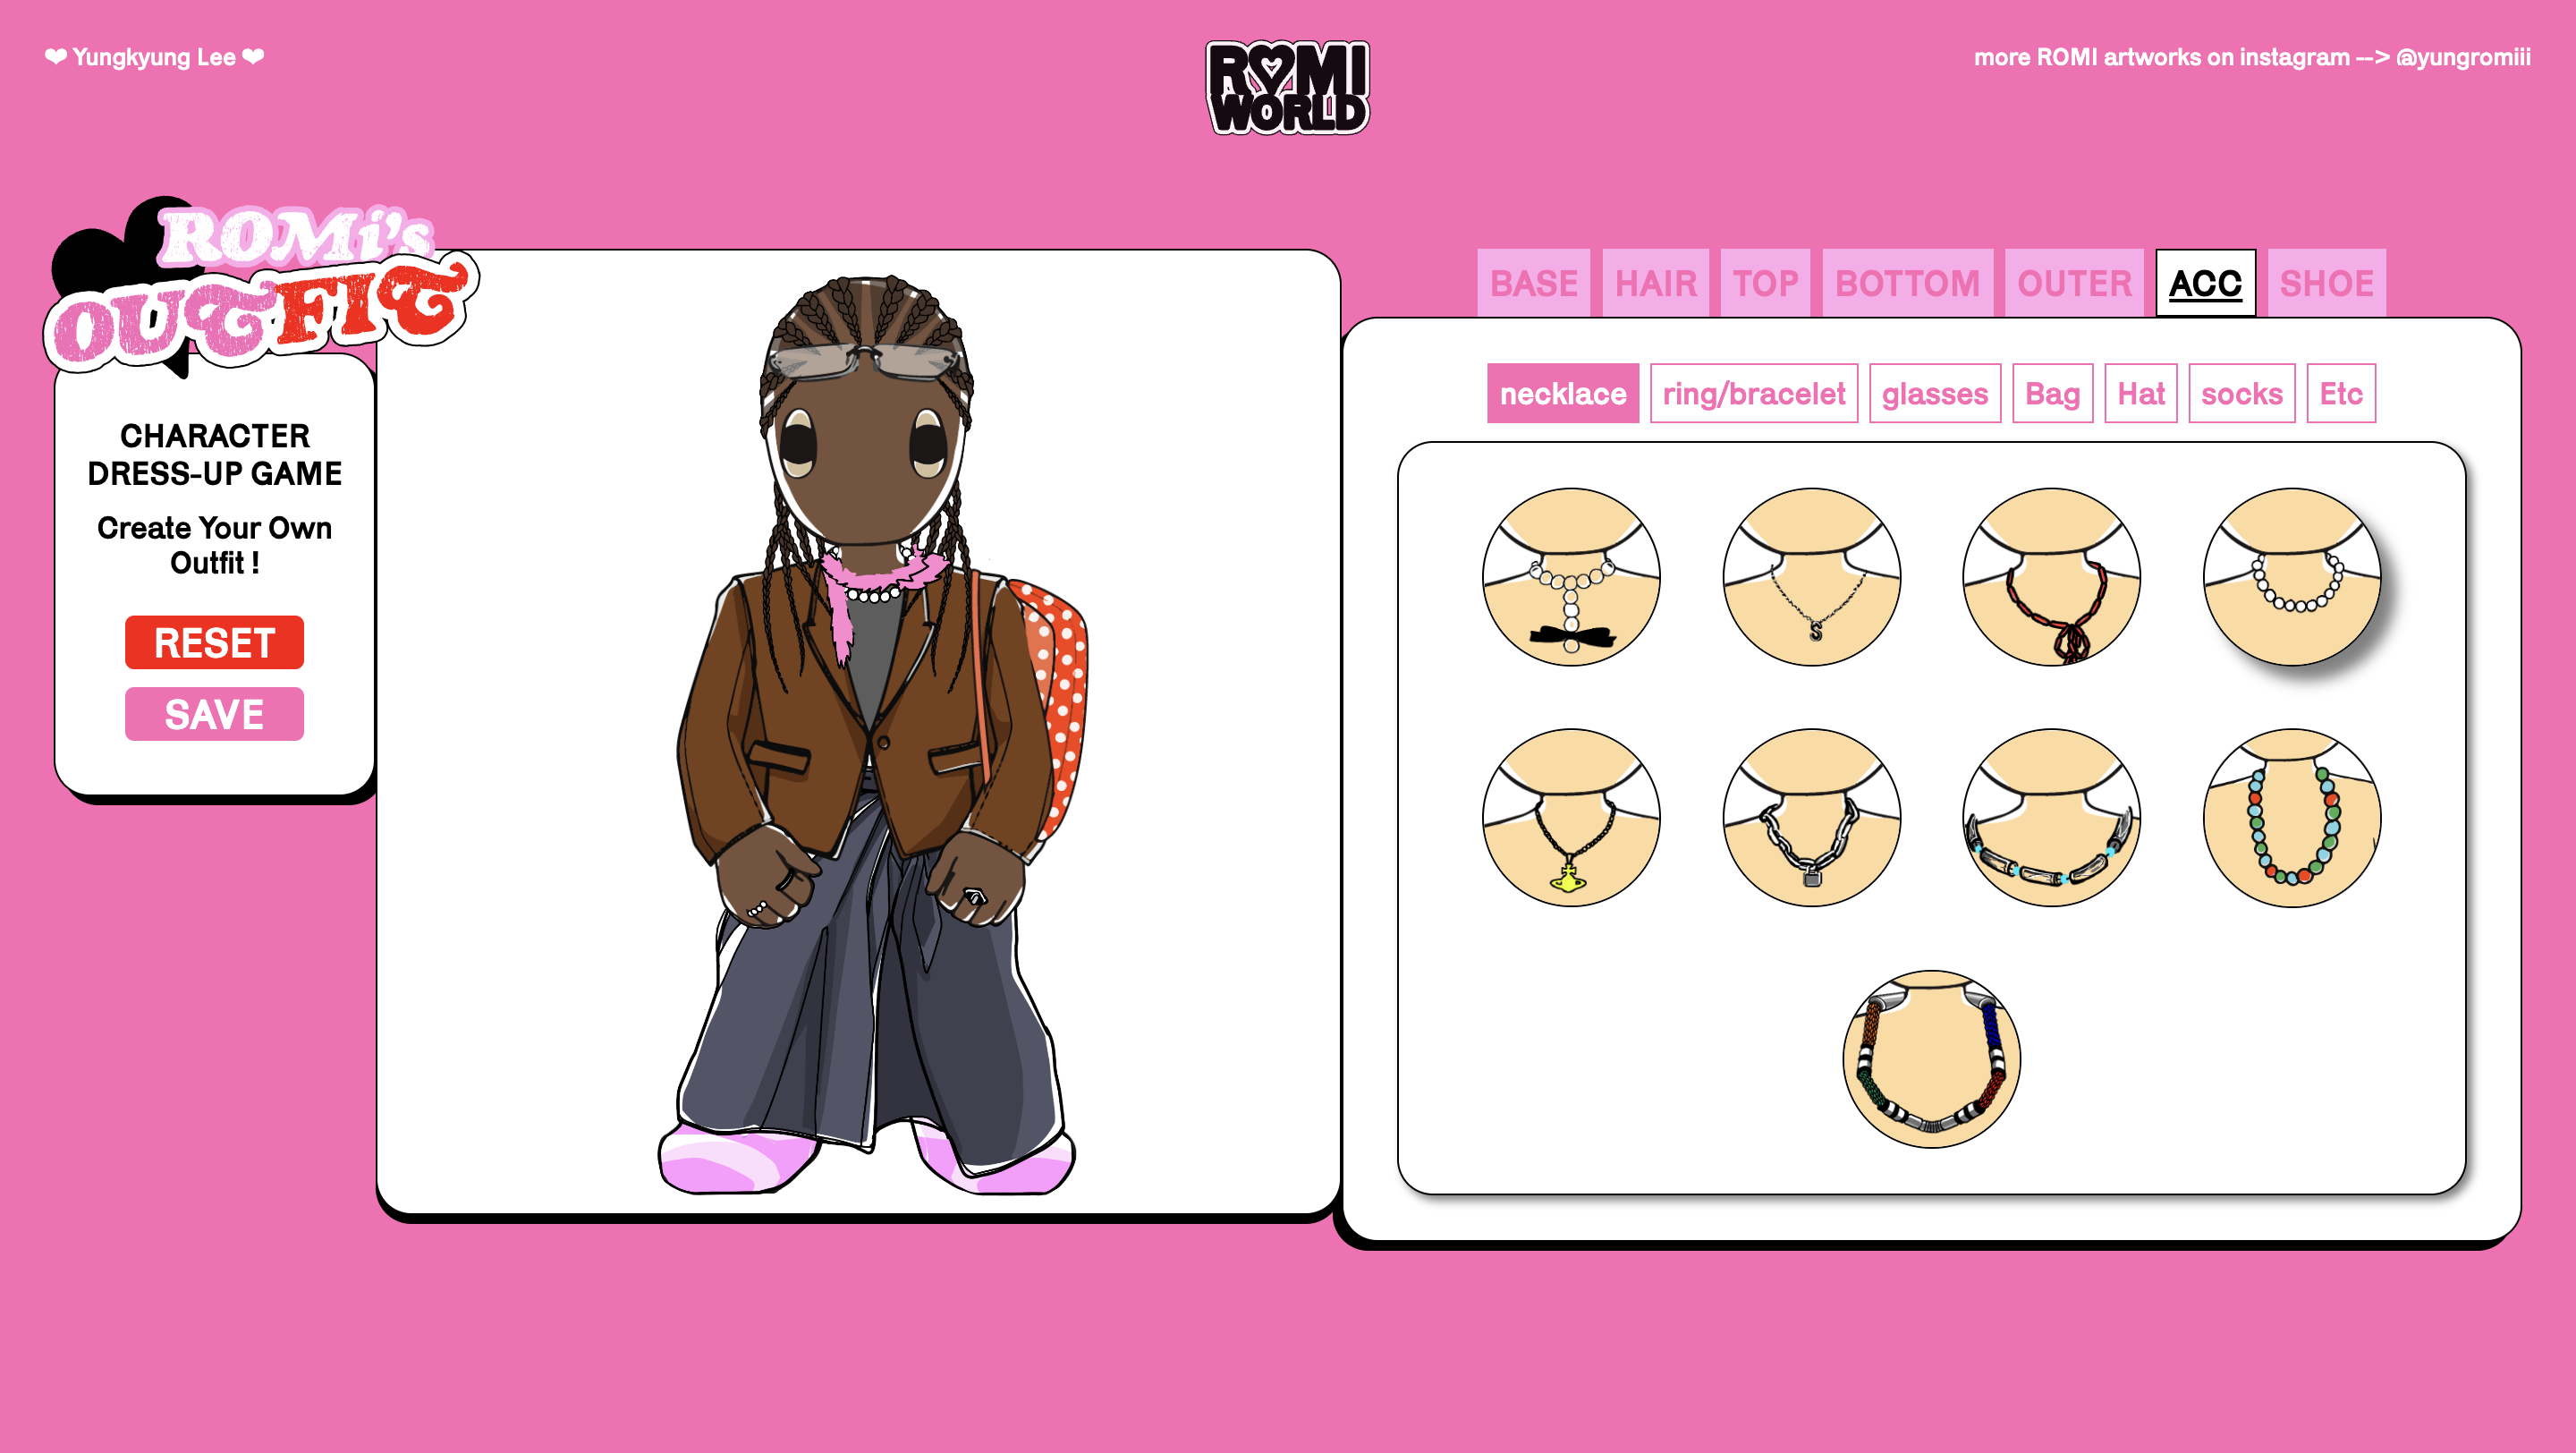 ❤ Yungkyung Lee ❤
ROMI
WORLD
more ROMI artworks on instagram --> @yungromiii
ROMi's
OUTFIT
CHARACTER
DRESS-UP GAME
Create Your Own
Outfit !
RESET
SAVE
BASE HAIR TOP BOTTOM OUTER ACC SHOE
necklace ring/bracelet glasses Bag Hat socks Etc
S